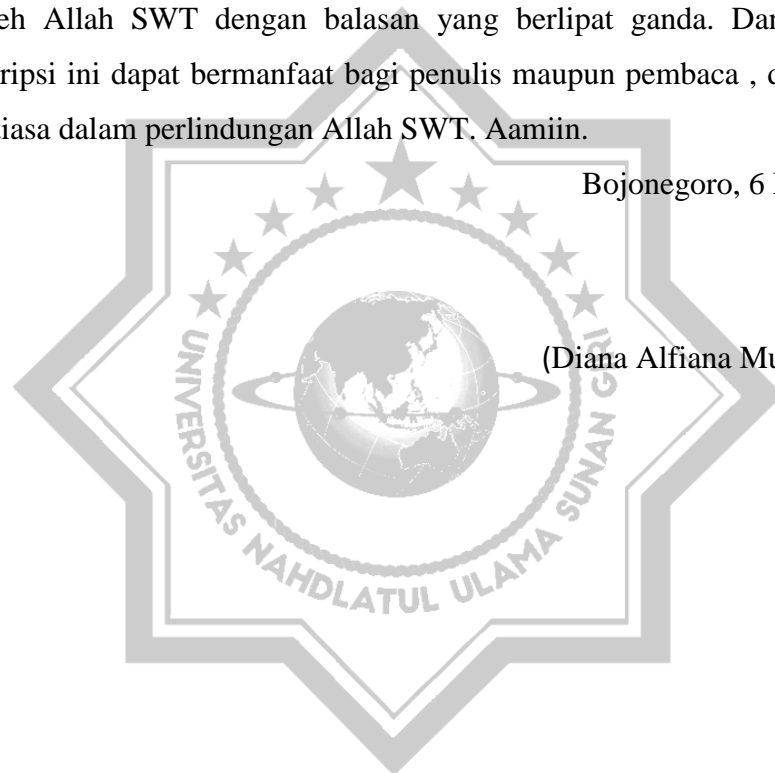 eh Allah SWT dengan balasan yang berlipat ganda. Dan
ripsi ini dapat bermanfaat bagi penulis maupun pembaca , d
tiasa dalam perlindungan Allah SWT. Aamiin.
Bojonegoro, 6
(Diana Alfiana Mu
UNIVERSITAS NAHDLATUL ULAMA SUNAN GIRI